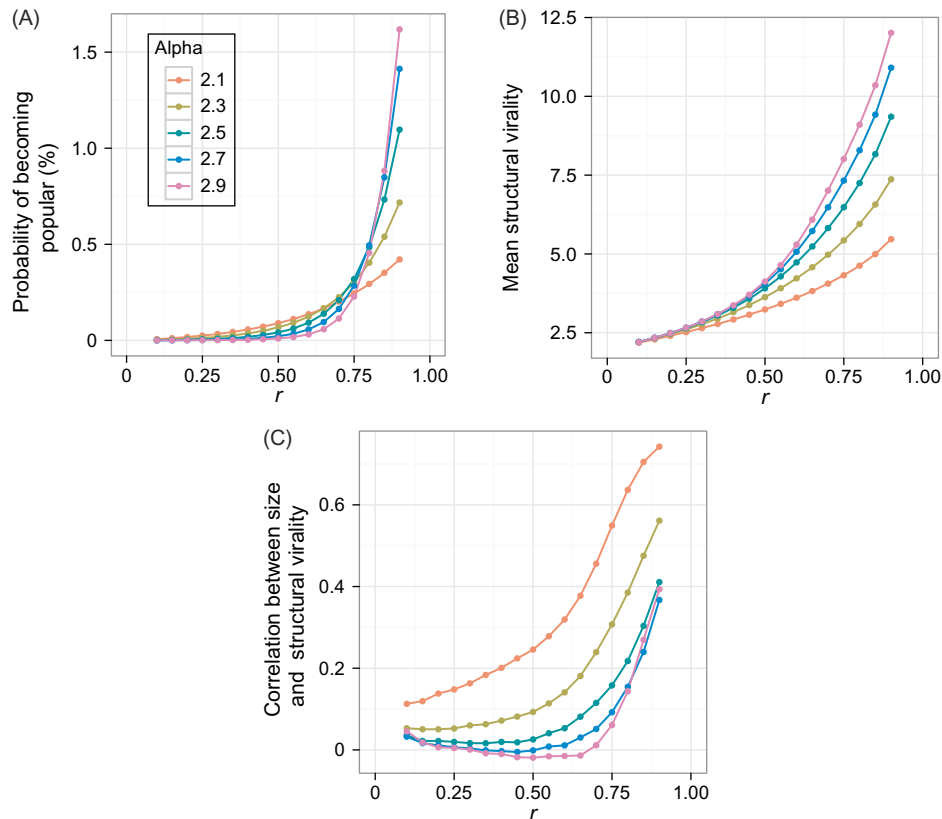 (A)
Probability of becoming
popular (%)
1.5
1.0
0.5
0
Alpha
2.1
2.3
2.5
2.7
2.9
0 0.25 0.50 0.75 1.00
r
(B)
Mean structural virality
12.5
10.0
7.5
5.0
2.5
0 0.25 0.50 0.75 1.00
r
(C)
Correlation between size
and structural virality
0.6
0.4
0.2
0
0 0.25 0.50 0.75 1.00
r